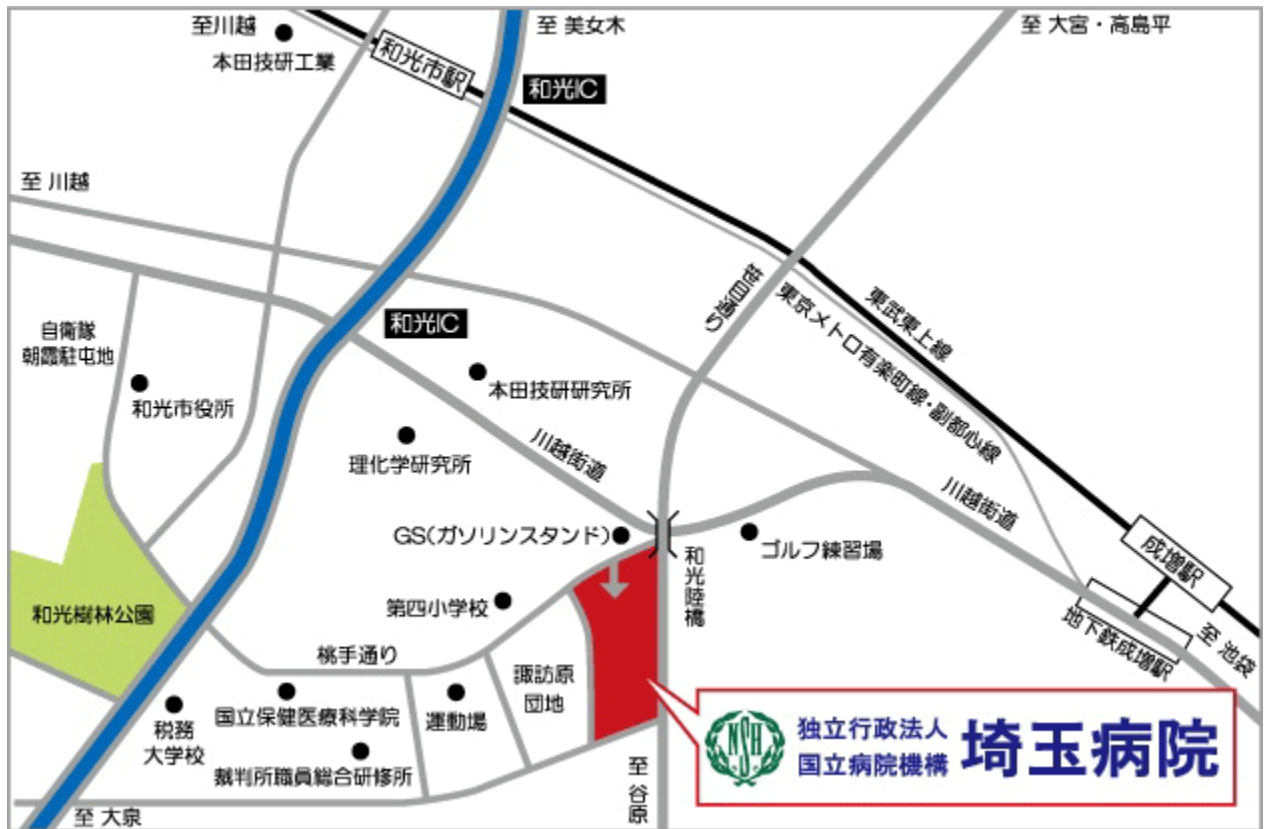 至川越
本田技研工業
和光市駅
至 美女木
和光IC
至 大宮・高島平
至 川越
笹目通り
東武東上線
東京メトロ有楽町線・副都心線
和光IC
自衛隊
朝霞駐屯地
和光市役所
本田技研研究所
理化学研究所
川越街道
川越街道
GS(ガソリンスタンド)
ゴルフ練習場
和光陸橋
成増駅
地下鉄成増駅
至 池袋
和光樹林公園
第四小学校
桃手通り
諏訪原
団地
国立保健医療科学院
運動場
税務
大学校
裁判所職員総合研修所
至 大泉
至 谷原
NSH
独立行政法人
国立病院機構
埼玉病院